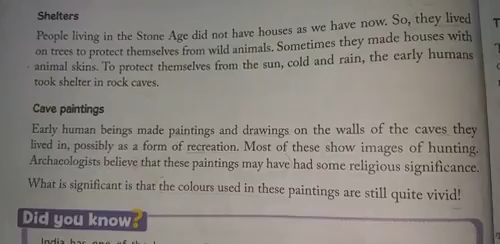 Shelters
People living in the Stone Age did not have houses as we have now. So, they lived
on trees to protect themselves from wild animals. Sometimes they made houses with
animal skins. To protect themselves from the sun, cold and rain, the early humans
took shelter in rock caves.
Cave paintings
Early human beings made paintings and drawings on the walls of the caves they
lived in, possibly as a form of recreation. Most of these show images of hunting.
Archaeologists believe that these paintings may have had some religious significance.
What is significant is that the colours used in these paintings are still quite vivid!
Did you know?
India has one of the